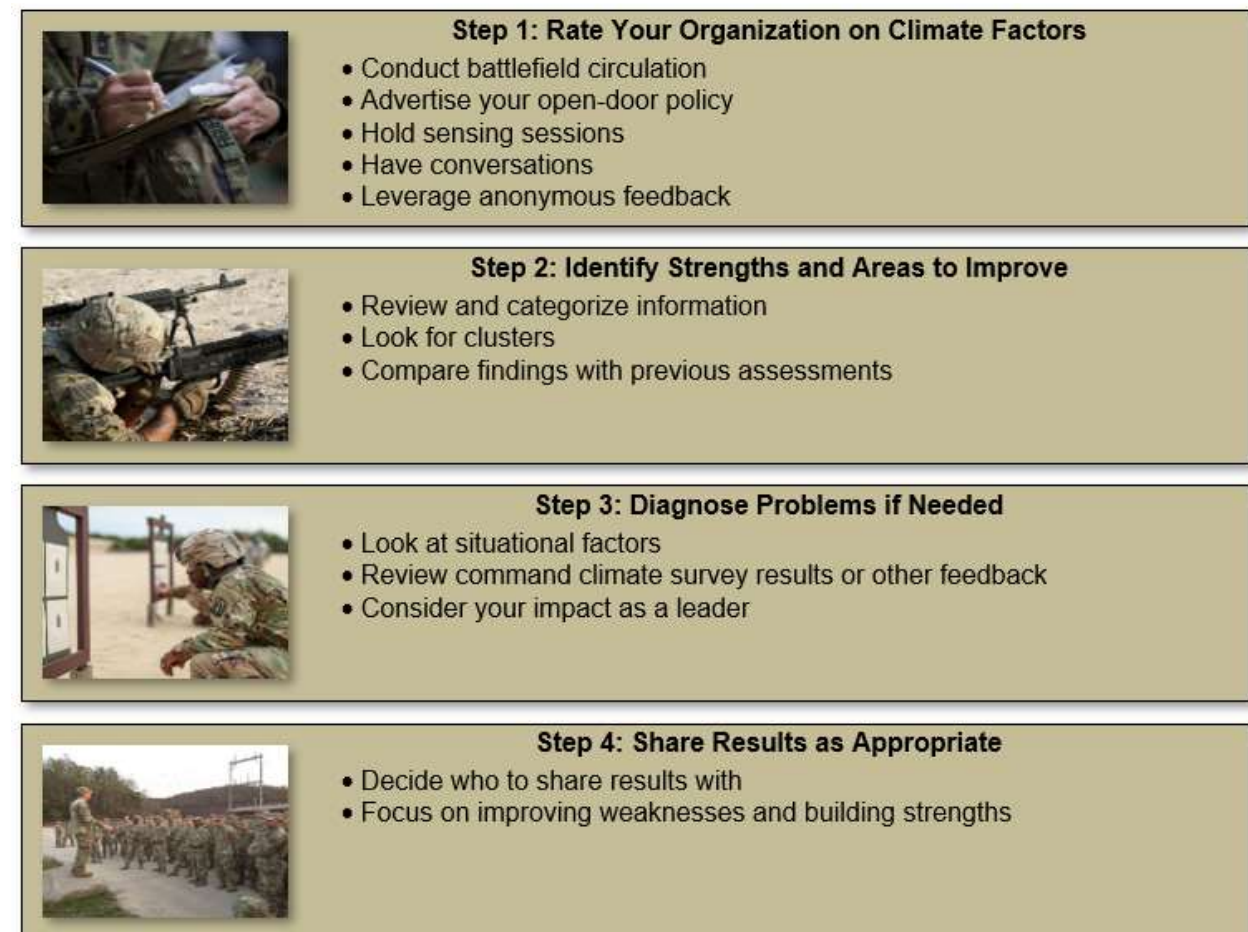 Step 1: Rate Your Organization on Climate Factors
• Conduct battlefield circulation
• Advertise your open-door policy
• Hold sensing sessions
• Have conversations
• Leverage anonymous feedback
Step 2: Identify Strengths and Areas to Improve
• Review and categorize information
• Look for clusters
• Compare findings with previous assessments
Step 3: Diagnose Problems if Needed
• Look at situational factors
• Review command climate survey results or other feedback
• Consider your impact as a leader
Step 4: Share Results as Appropriate
• Decide who to share results with
• Focus on improving weaknesses and building strengths